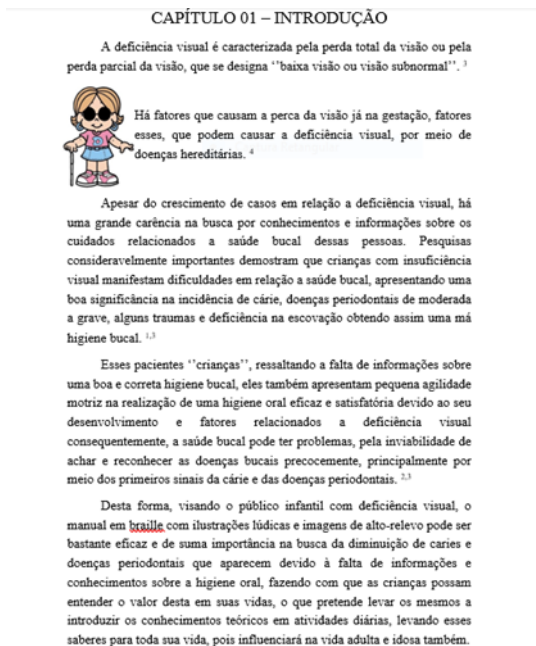 CAPÍTULO 01 – INTRODUÇÃO
A deficiência visual é caracterizada pela perda total da visão ou pela
perda parcial da visão, que se designa ‘’baixa visão ou visão subnormal’’. ³
Há fatores que causam a perca da visão já na gestação, fatores
esses, que podem causar a deficiência visual, por meio de
doenças hereditárias. ⁴
Apesar do crescimento de casos em relação a deficiência visual, há
uma grande carência na busca por conhecimentos e informações sobre os
cuidados relacionados a saúde bucal dessas pessoas. Pesquisas
consideravelmente importantes demostram que crianças com insuficiência
visual manifestam dificuldades em relação a saúde bucal, apresentando uma
boa significância na incidência de cárie, doenças periodontais de moderada
a grave, alguns traumas e deficiência na escovação obtendo assim uma má
higiene bucal. ¹,³
Esses pacientes ‘’crianças’’, ressaltando a falta de informações sobre
uma boa e correta higiene bucal, eles também apresentam pequena agilidade
motriz na realização de uma higiene oral eficaz e satisfatória devido ao seu
desenvolvimento e fatores relacionados a deficiência visual
consequentemente, a saúde bucal pode ter problemas, pela inviabilidade de
achar e reconhecer as doenças bucais precocemente, principalmente por
meio dos primeiros sinais da cárie e das doenças periodontais. ²,³
Desta forma, visando o público infantil com deficiência visual, o
manual em braille com ilustrações lúdicas e imagens de alto-relevo pode ser
bastante eficaz e de suma importância na busca da diminuição de caries e
doenças periodontais que aparecem devido à falta de informações e
conhecimentos sobre a higiene oral, fazendo com que as crianças possam
entender o valor desta em suas vidas, o que pretende levar os mesmos a
introduzir os conhecimentos teóricos em atividades diárias, levando esses
saberes para toda sua vida, pois influenciará na vida adulta e idosa também.